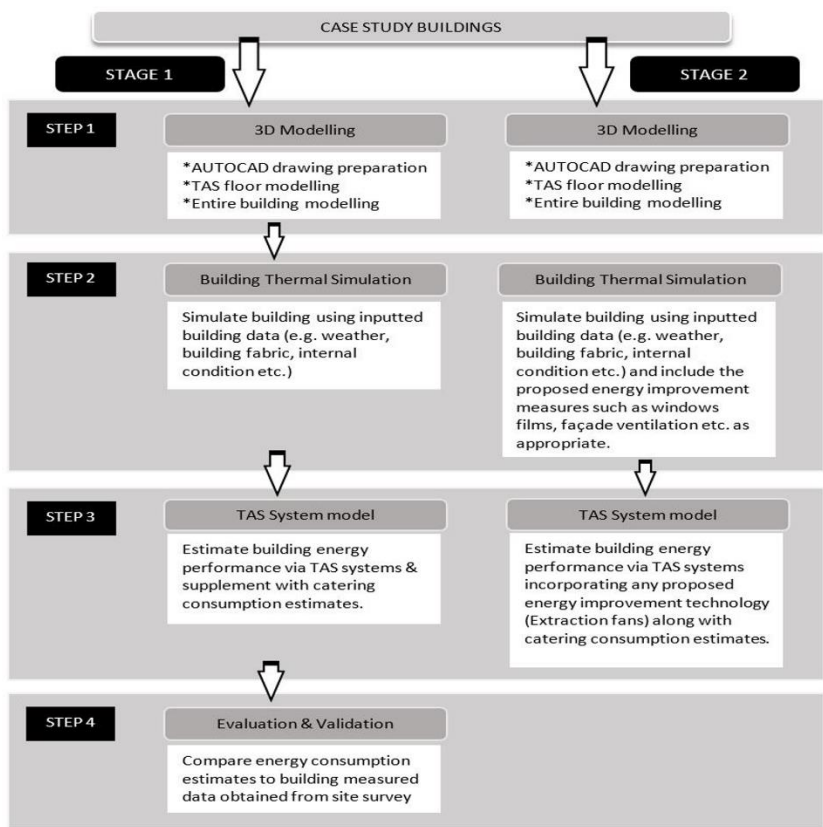 CASE STUDY BUILDINGS
STAGE 1
STAGE 2
STEP 1
3D Modelling
*AUTOCAD drawing preparation
*TAS floor modelling
*Entire building modelling
3D Modelling
*AUTOCAD drawing preparation
*TAS floor modelling
*Entire building modelling
STEP 2
Building Thermal Simulation
Simulate building using inputted
building data (e.g. weather,
building fabric, internal
condition etc.)
Building Thermal Simulation
Simulate building using inputted
building data (e.g. weather,
building fabric, internal
condition etc.) and include the
proposed energy improvement
measures such as windows
films, façade ventilation etc. as
appropriate.
STEP 3
TAS System model
Estimate building energy
performance via TAS systems &
supplement with catering
consumption estimates.
TAS System model
Estimate building energy
performance via TAS systems
incorporating any proposed
energy improvement technology
(Extraction fans) along with
catering consumption estimates.
STEP 4
Evaluation & Validation
Compare energy consumption
estimates to building measured
data obtained from site survey